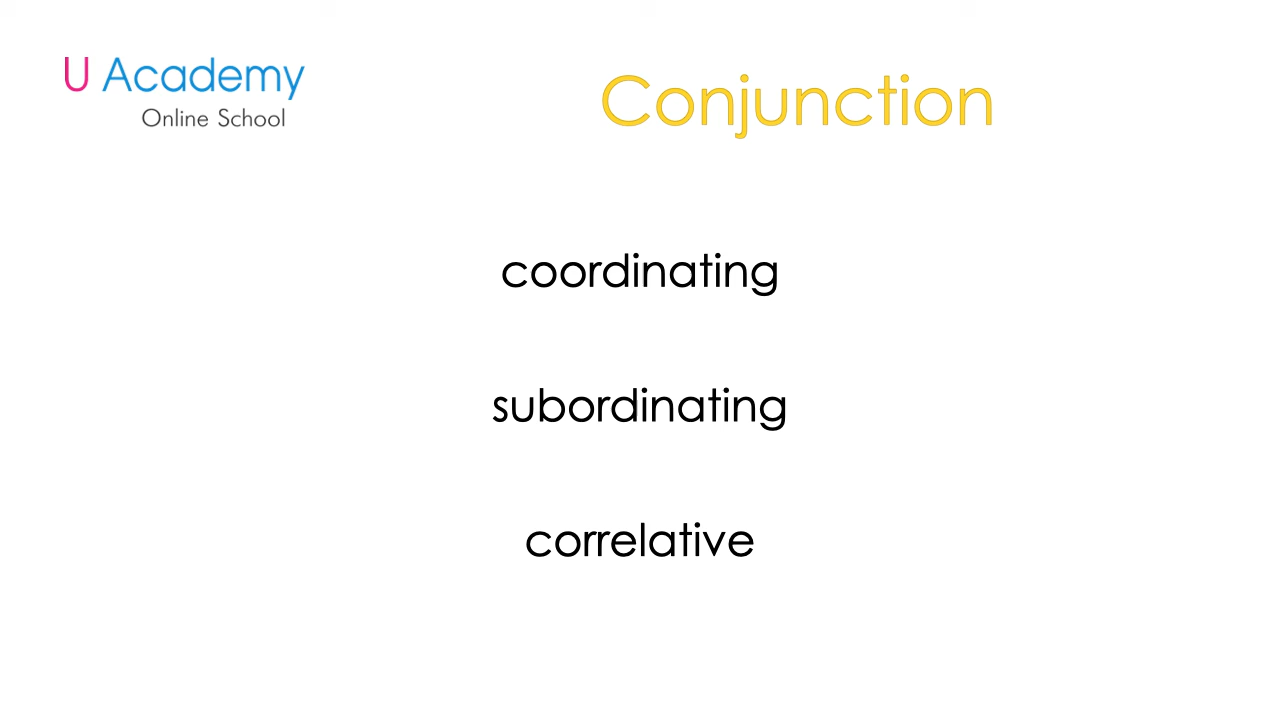 U Academy
Online School
Conjunction
coordinating
subordinating
correlative